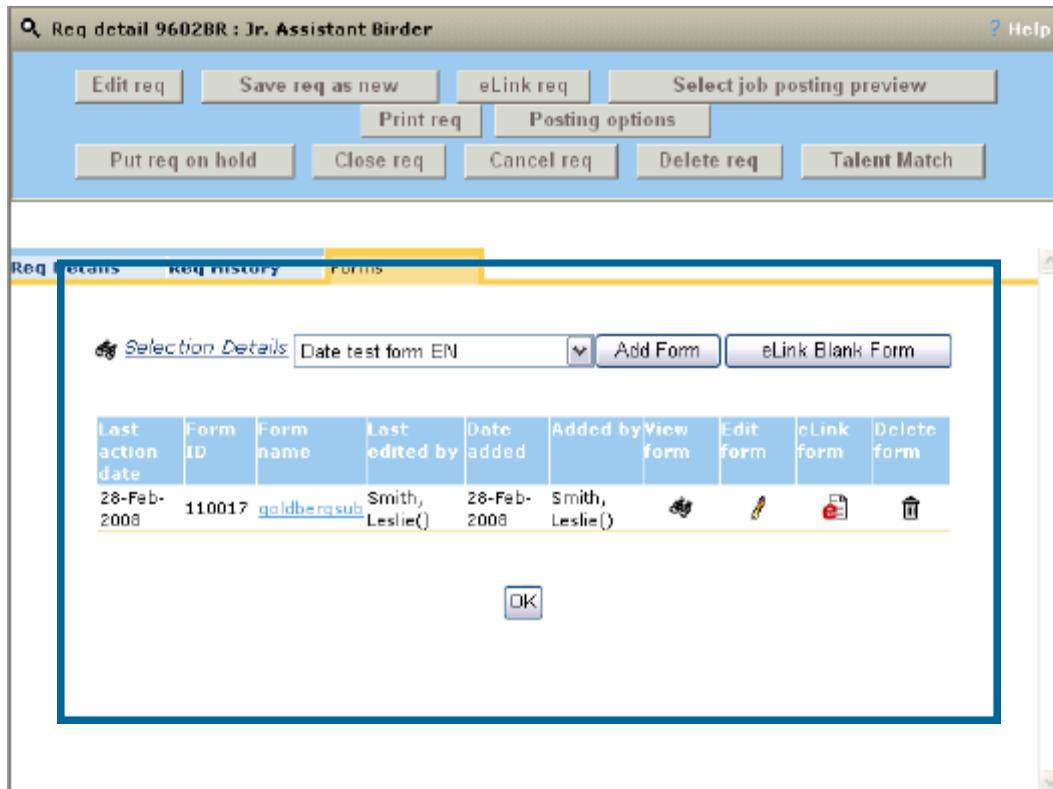 Req detail 9602BR : Jr. Assistant Birder
? Help
Edit req
Save req as new
eLink req
Select job posting preview
Print req
Posting options
Put req on hold
Close req
Cancel req
Delete req
Talent Match
Req Details
Req History
Forms
Selection Details
Date test form EN
Add Form
eLink Blank Form
Last action date
Form ID
Form name
Last edited by
Date added
Added by
View form
Edit form
eLink form
Delete form
28-Feb-2008
110017
goldbergsub
Smith, Leslie()
28-Feb-2008
Smith, Leslie()
OK